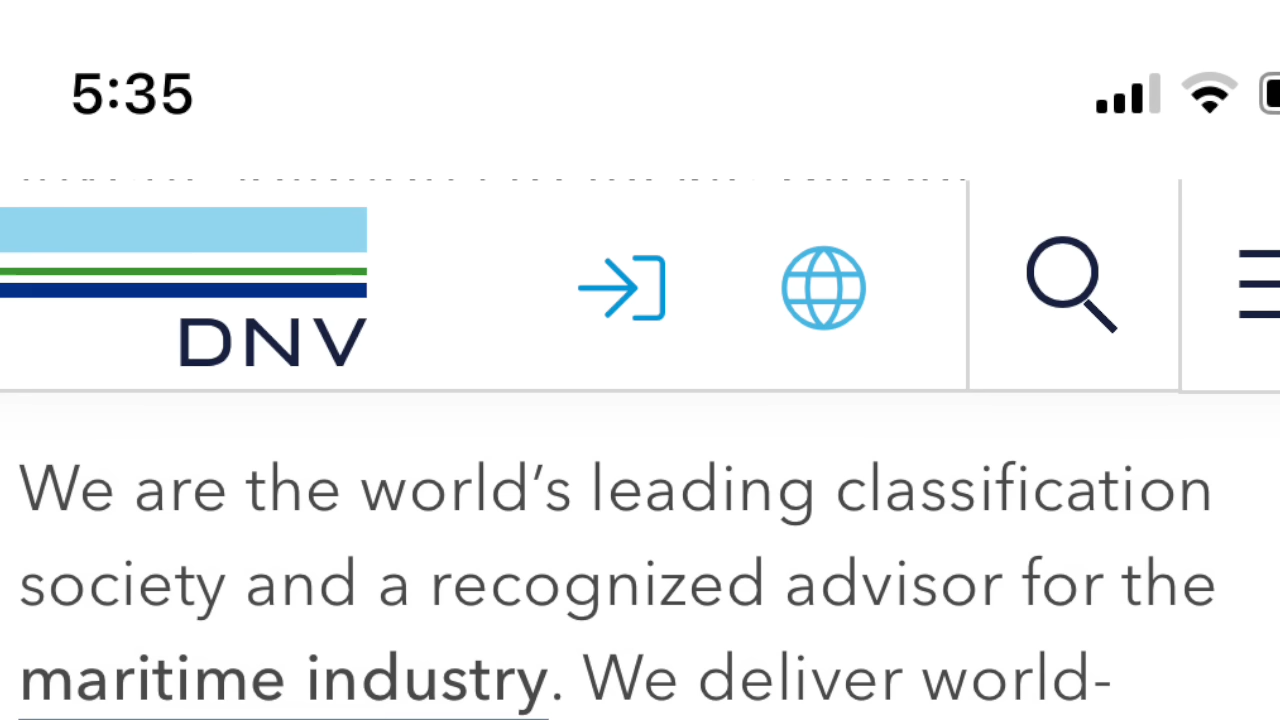 5:35
DNV
We are the world’s leading classification
society and a recognized advisor for the
maritime industry. We deliver world-